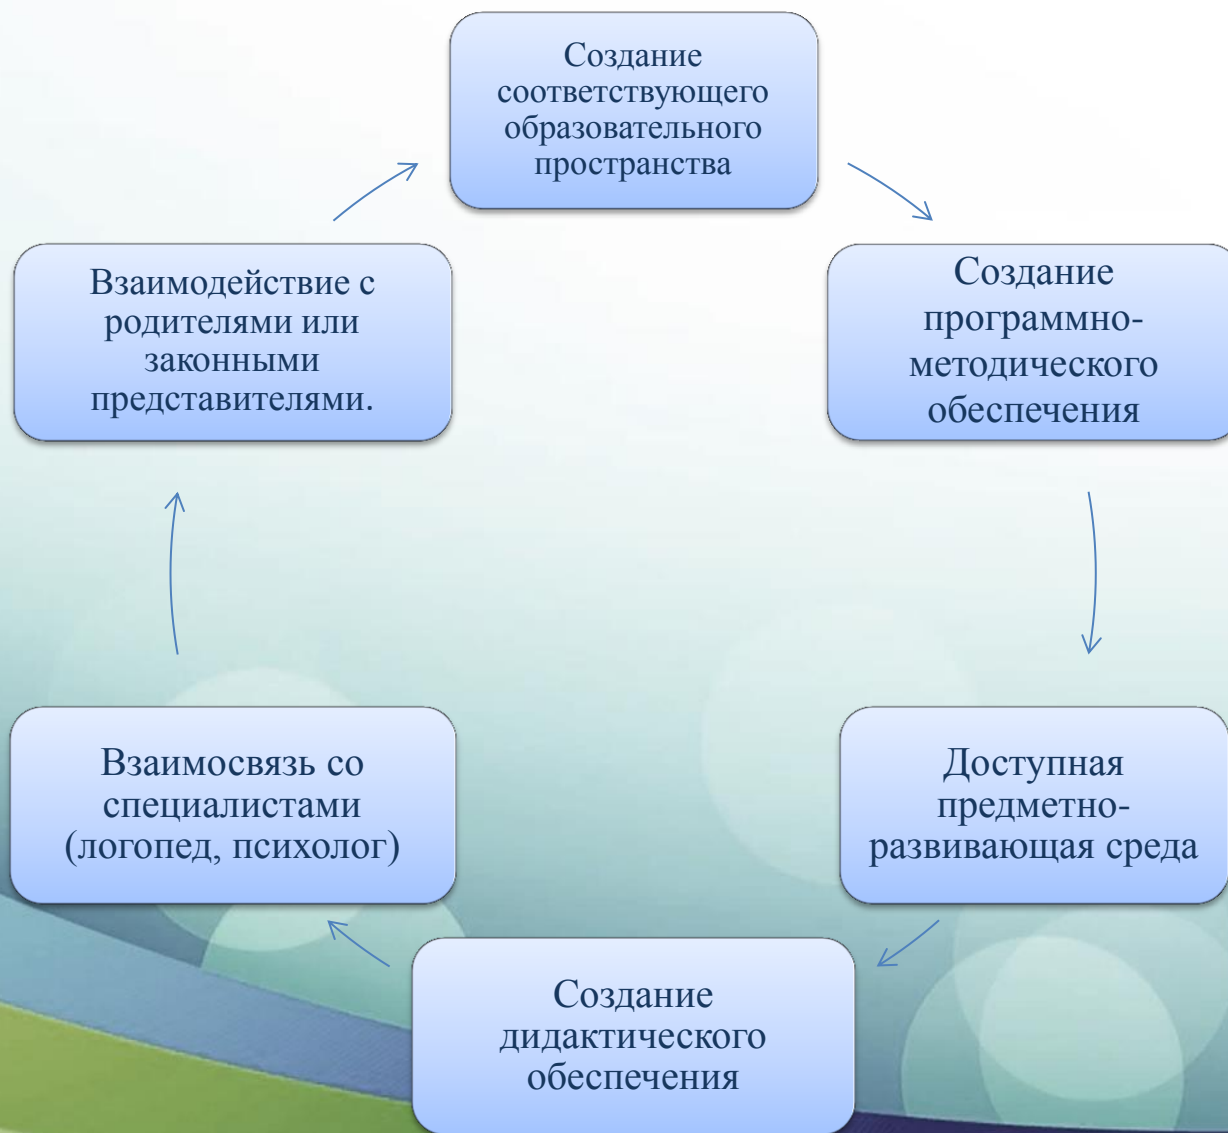 Создание
соответствующего
образовательного
пространства
Создание
программно-
методического
обеспечения
Доступная
предметно-
развивающая среда
Создание
дидактического
обеспечения
Взаимосвязь со
специалистами
(логопед, психолог)
Взаимодействие с
родителями или
законными
представителями.